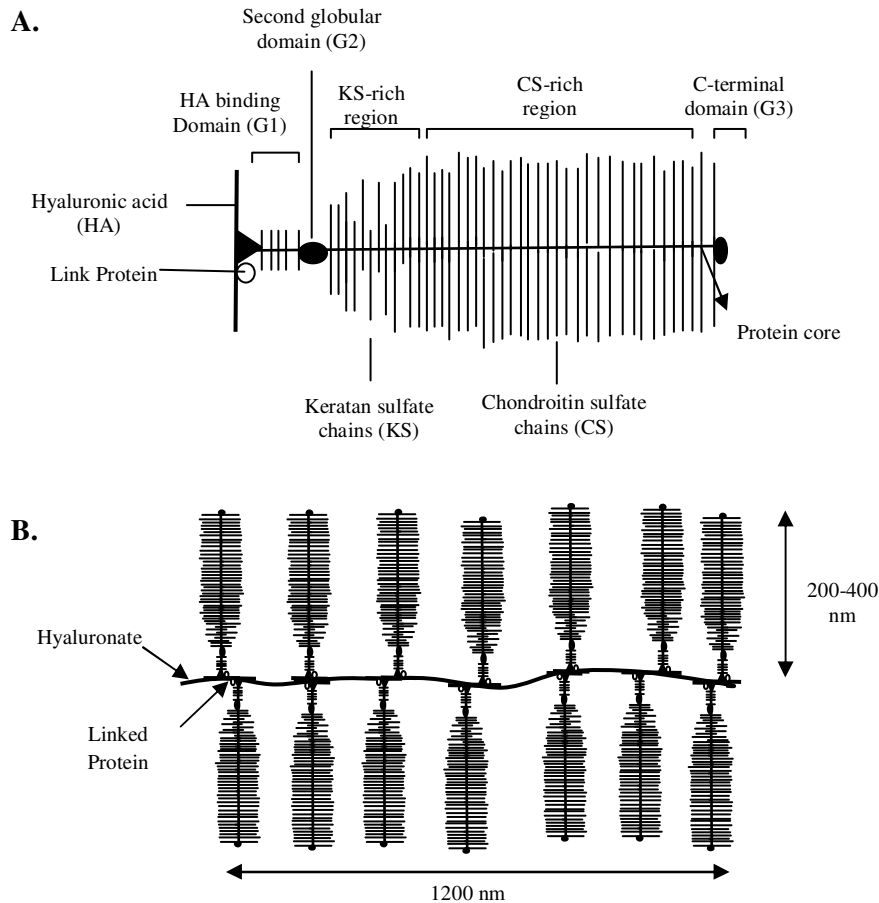 A.
Second globular
domain (G2)
HA binding
Domain (G1)
KS-rich
region
CS-rich
region
C-terminal
domain (G3)
Hyaluronic acid
(HA)
Link Protein
Protein core
Keratan sulfate
chains (KS)
Chondroitin sulfate
chains (CS)
B.
200-400
nm
Hyaluronate
Linked
Protein
1200 nm